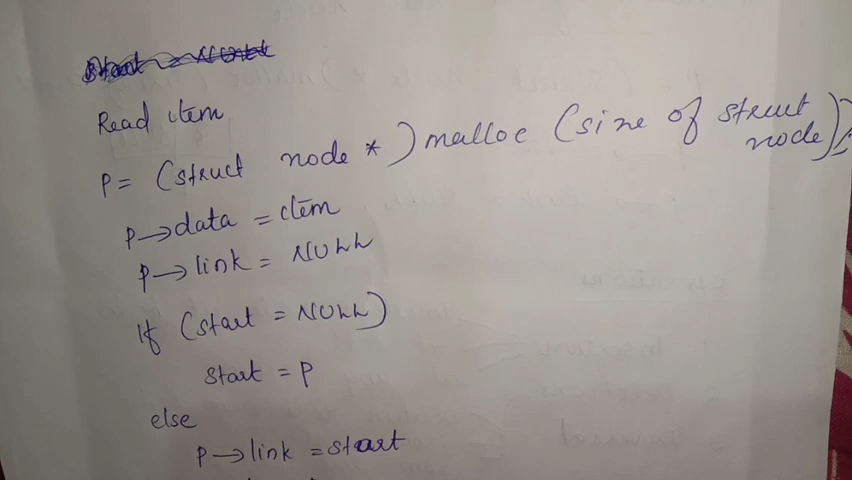 Read item
P = (struct node *) malloc (size of struct node));
P → data = item
P → link = NULL
If (start = NULL)
start = P
else
P → link = start